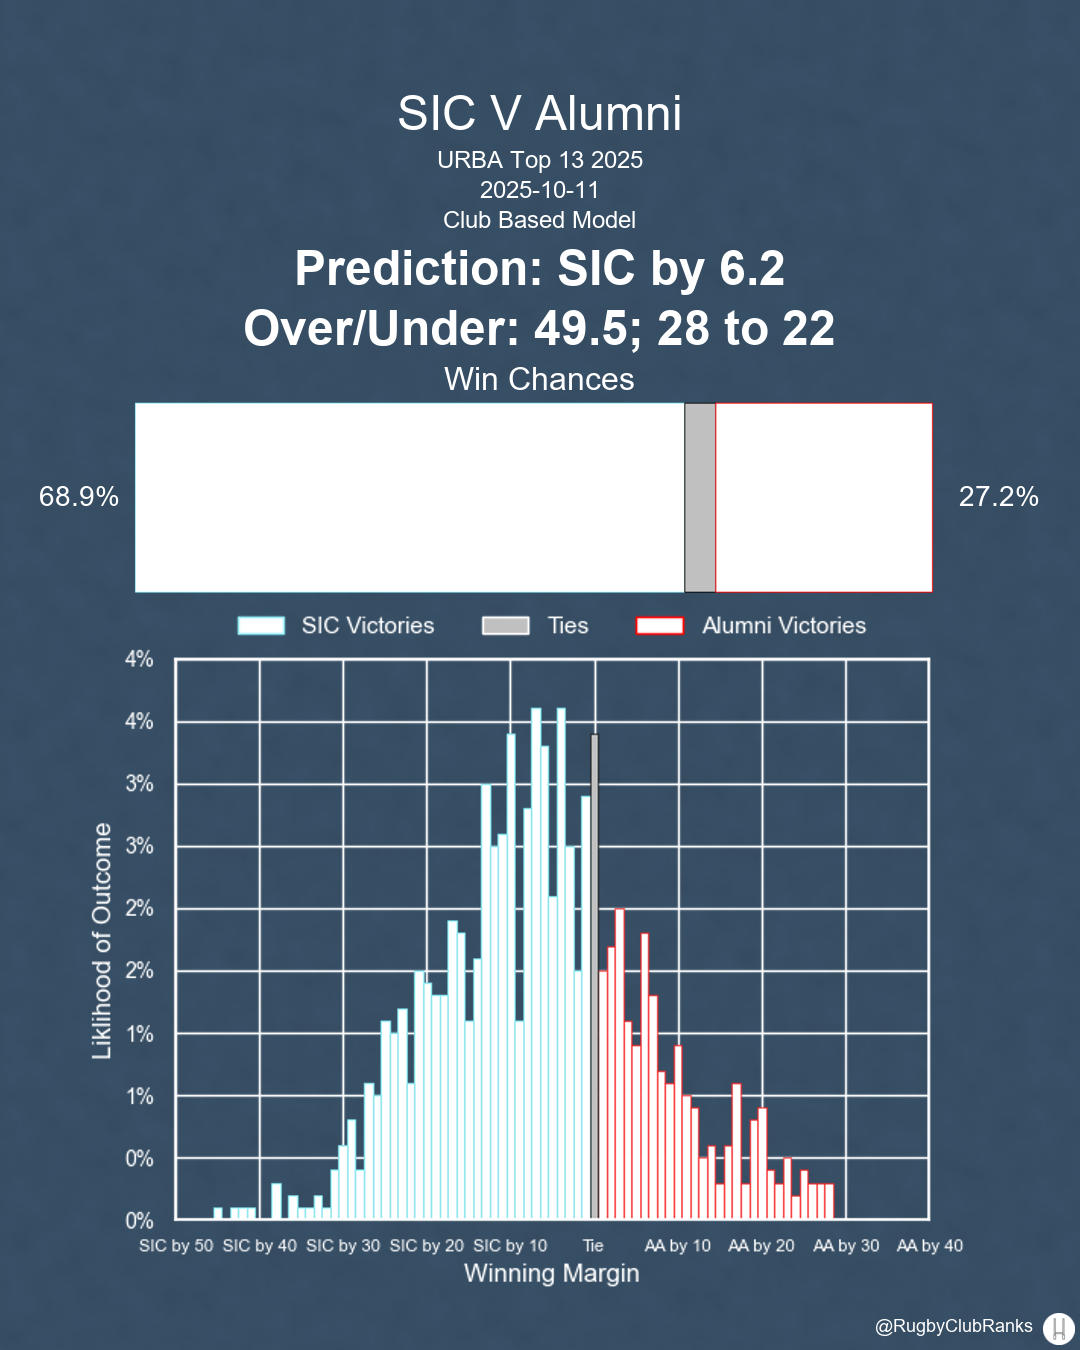 SIC V Alumni
URBA Top 13 2025
2025-10-11
Club Based Model
Prediction: SIC by 6.2
Over/Under: 49.5; 28 to 22
Win Chances
68.9%
27.2%
SIC Victories
Ties
Alumni Victories
4%
4%
3%
3%
2%
2%
1%
1%
0%
0%
Liklihood of Outcome
SIC by 50 SIC by 40 SIC by 30 SIC by 20 SIC by 10 Tie AA by 10 AA by 20 AA by 30 AA by 40
Winning Margin
@RugbyClubRanks